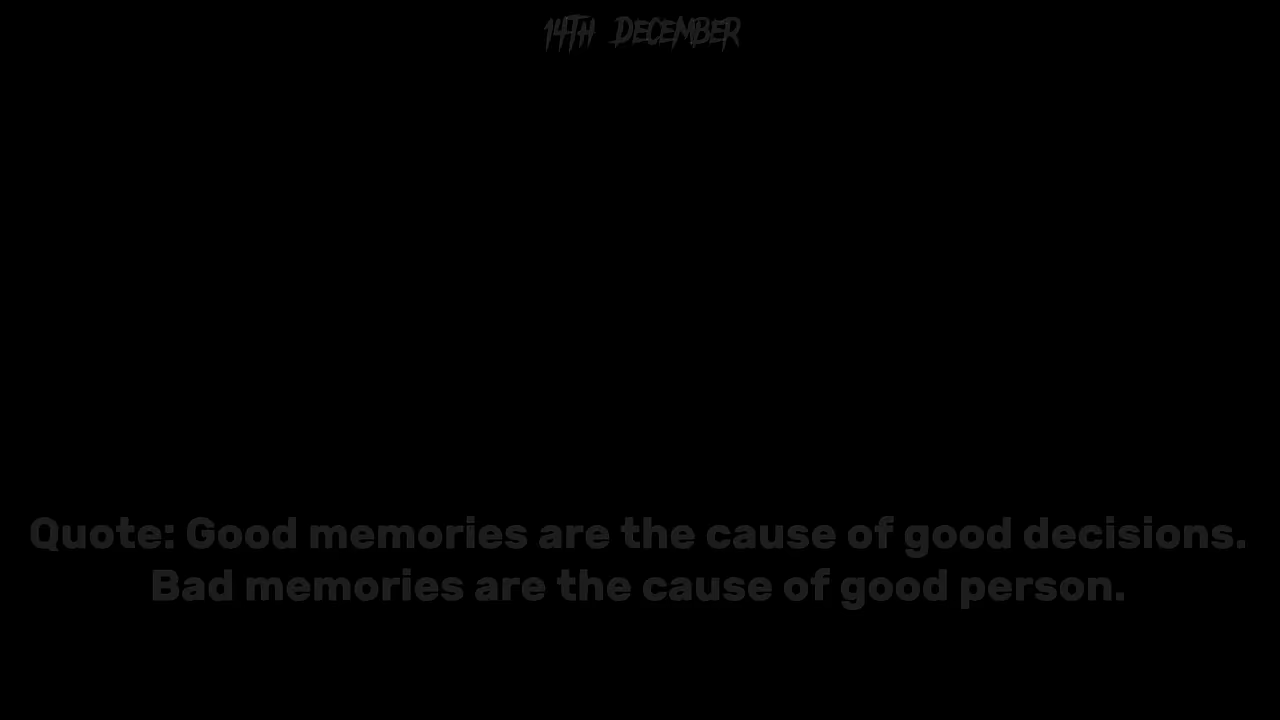 14TH DECEMBER
Quote: Good memories are the cause of good decisions.
Bad memories are the cause of good person.